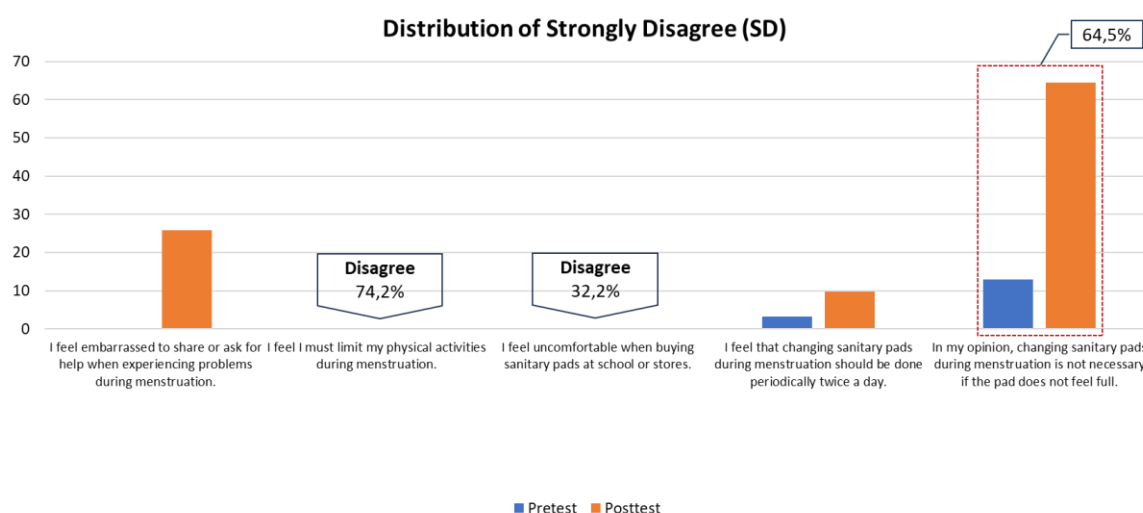 Distribution of Strongly Disagree (SD)
64,5%
70
60
50
40
30
20
10
0
Disagree
74,2%
Disagree
32,2%
I feel embarrassed to share or ask for
help when experiencing problems
during menstruation.
I feel I must limit my physical activities
during menstruation.
I feel uncomfortable when buying
sanitary pads at school or stores.
I feel that changing sanitary pads
during menstruation should be done
periodically twice a day.
In my opinion, changing sanitary pads
during menstruation is not necessary
if the pad does not feel full.
Pretest
Posttest